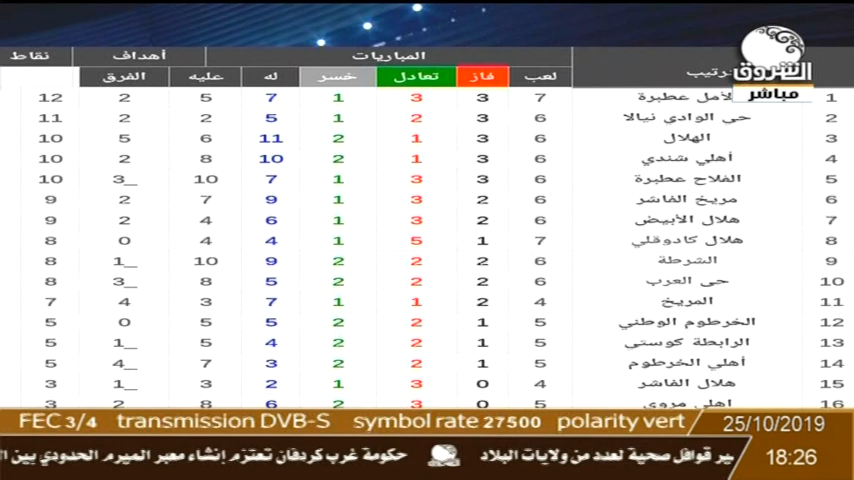 الشروق
مباشر
المباريات أهداف نقاط
لعب فاز تعادل خسر له عليه الفرق
1 الأمل عطبرة 7 3 3 1 7 5 2 12
2 حي الوادي نيالا 6 3 2 1 5 2 2 11
3 الهلال 6 3 1 2 11 6 5 10
4 أهلي شندي 6 3 1 2 10 8 2 10
5 الفلاح عطبرة 6 3 3 1 7 10 3_ 10
6 مريخ الفاشر 6 2 3 1 9 7 2 9
7 هلال الأبيض 6 2 3 1 6 4 2 9
8 هلال كادوقلي 7 1 5 1 4 4 0 8
9 الشرطة 6 2 2 2 9 10 1_ 8
10 حى العرب 6 2 2 2 5 8 3_ 8
11 المريخ 4 2 1 1 7 3 4 7
12 الخرطوم الوطني 5 1 2 2 5 5 0 5
13 الرابطة كوستي 5 1 2 2 4 5 1_ 5
14 أهلي الخرطوم 5 1 2 2 3 7 4_ 5
15 هلال الفاشر 4 0 3 1 2 3 1_ 3
16 اهلي مروى 5 0 3 2 6 8 2 3
FEC 3/4 transmission DVB-S symbol rate 27500 polarity vert
25/10/2019
قوافل صحية لعدد من ولايات البلاد
حكومة غرب كردفان تعتزم إنشاء معبر الميرم الحدودي بين
18:26